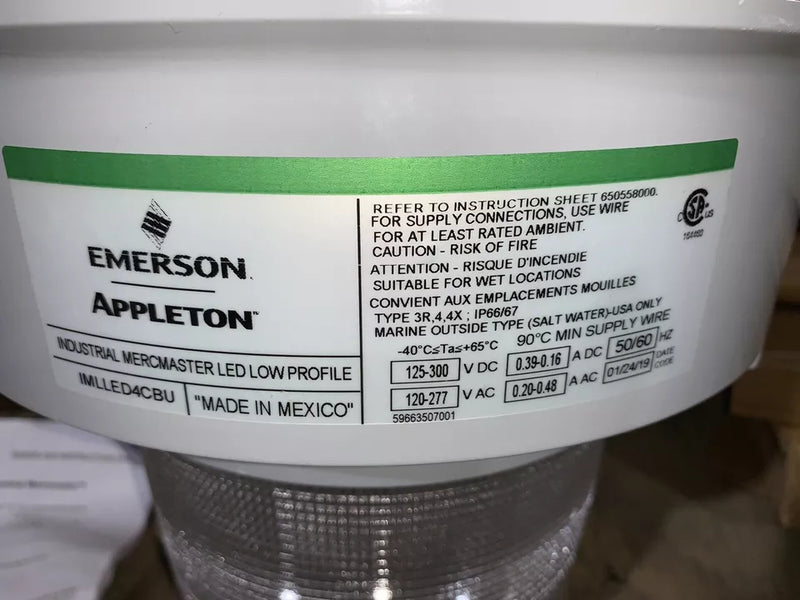 EMERSON
APPLETON™
INDUSTRIAL MERCMASTER LED LOW PROFILE
IMLLED4CBU
"MADE IN MEXICO"
REFER TO INSTRUCTION SHEET 650558000.
FOR SUPPLY CONNECTIONS, USE WIRE
FOR AT LEAST RATED AMBIENT.
CAUTION - RISK OF FIRE
ATTENTION - RISQUE D'INCENDIE
SUITABLE FOR WET LOCATIONS
CONVIENT AUX EMPLACEMENTS MOUILLES
TYPE 3R,4,4X ; IP66/67
MARINE OUTSIDE TYPE (SALT WATER)-USA ONLY
-40°C≤Ta≤+65°C 90°C MIN SUPPLY WIRE
125-300 V DC 0.39-0.16 A DC 50/60 HZ
120-277 V AC 0.20-0.48 A AC 01/24/19 DATE CODE
59663507001
C SA US